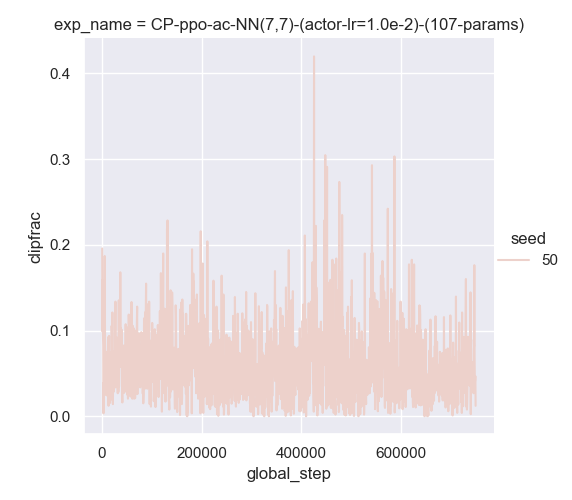 exp_name = CP-ppo-ac-NN(7,7)-(actor-lr=1.0e-2)-(107-params)
0.4
0.3
0.2
0.1
0.0
clipfrac
seed
50
0
200000
400000
600000
global_step